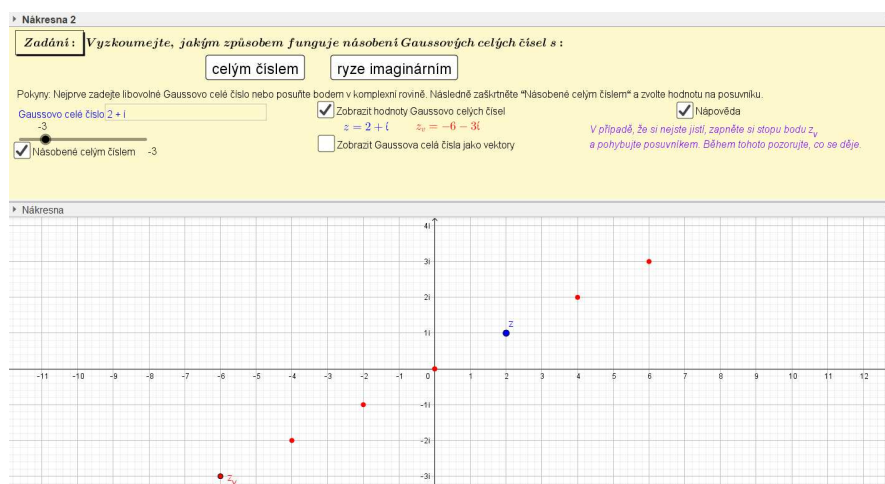 Nákresna 2
Zadání: Vyzkoumejte, jakým způsobem funguje násobení Gaussových celých čísel s:
celým číslem ryze imaginárním
Pokyny: Nejprve zadejte libovolné Gaussovo celé číslo nebo posuňte bodem v komplexní rovině. Následně zaškrtněte "Násobené celým číslem" a zvolte hodnotu na posuvníku.
Gaussovo celé číslo 2 + i Zobrazit hodnoty Gaussovo celých čísel Nápověda
-3 z = 2 + i z_v = -6 - 3i V případě, že si nejste jistí, zapněte si stopu bodu z_v
Násobené celým číslem -3 Zobrazit Gaussova celá čísla jako vektory a pohybujte posuvníkem. Během tohoto pozorujte, co se děje.
Nákresna
4i
3i
2i
z
1i
-11 -10 -9 -8 -7 -6 -5 -4 -3 -2 -1 0 1 2 3 4 5 6 7 8 9 10 11 12
-1i
-2i
z_v -3i